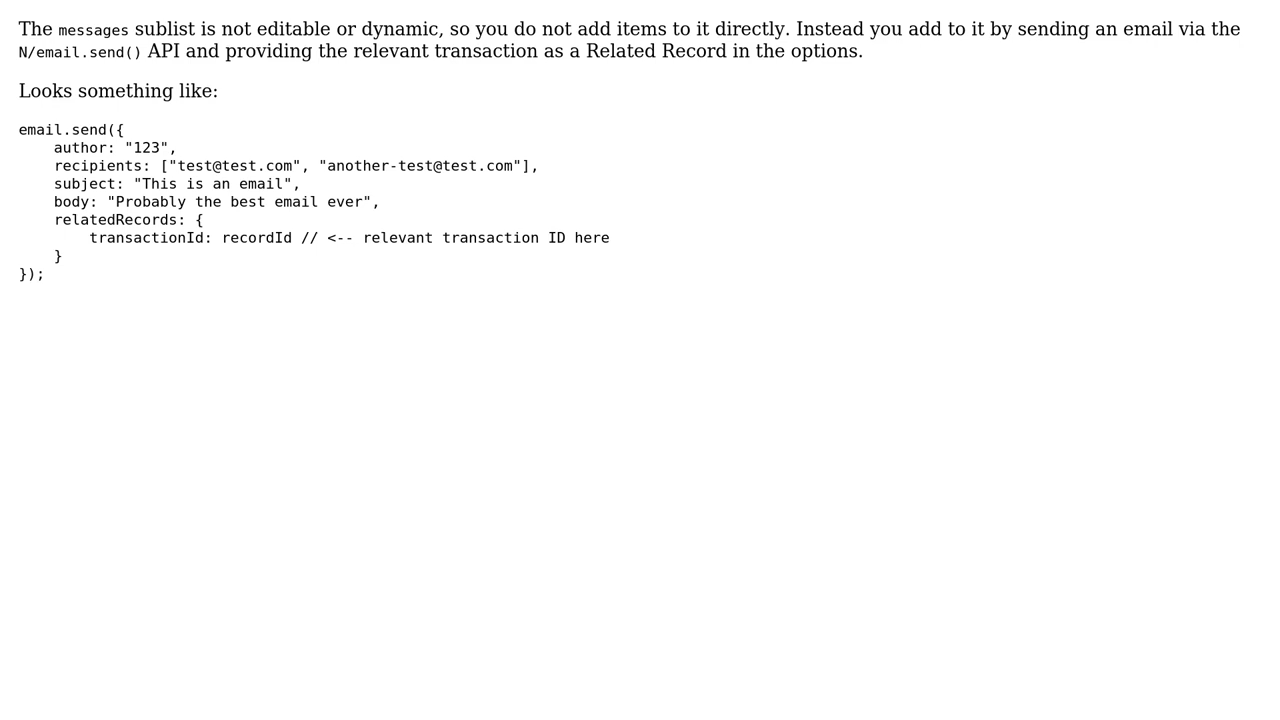 The messages sublist is not editable or dynamic, so you do not add items to it directly. Instead you add to it by sending an email via the
N/email.send() API and providing the relevant transaction as a Related Record in the options.
Looks something like:
email.send({
    author: "123",
    recipients: ["test@test.com", "another-test@test.com"],
    subject: "This is an email",
    body: "Probably the best email ever",
    relatedRecords: {
        transactionId: recordId // <-- relevant transaction ID here
    }
});